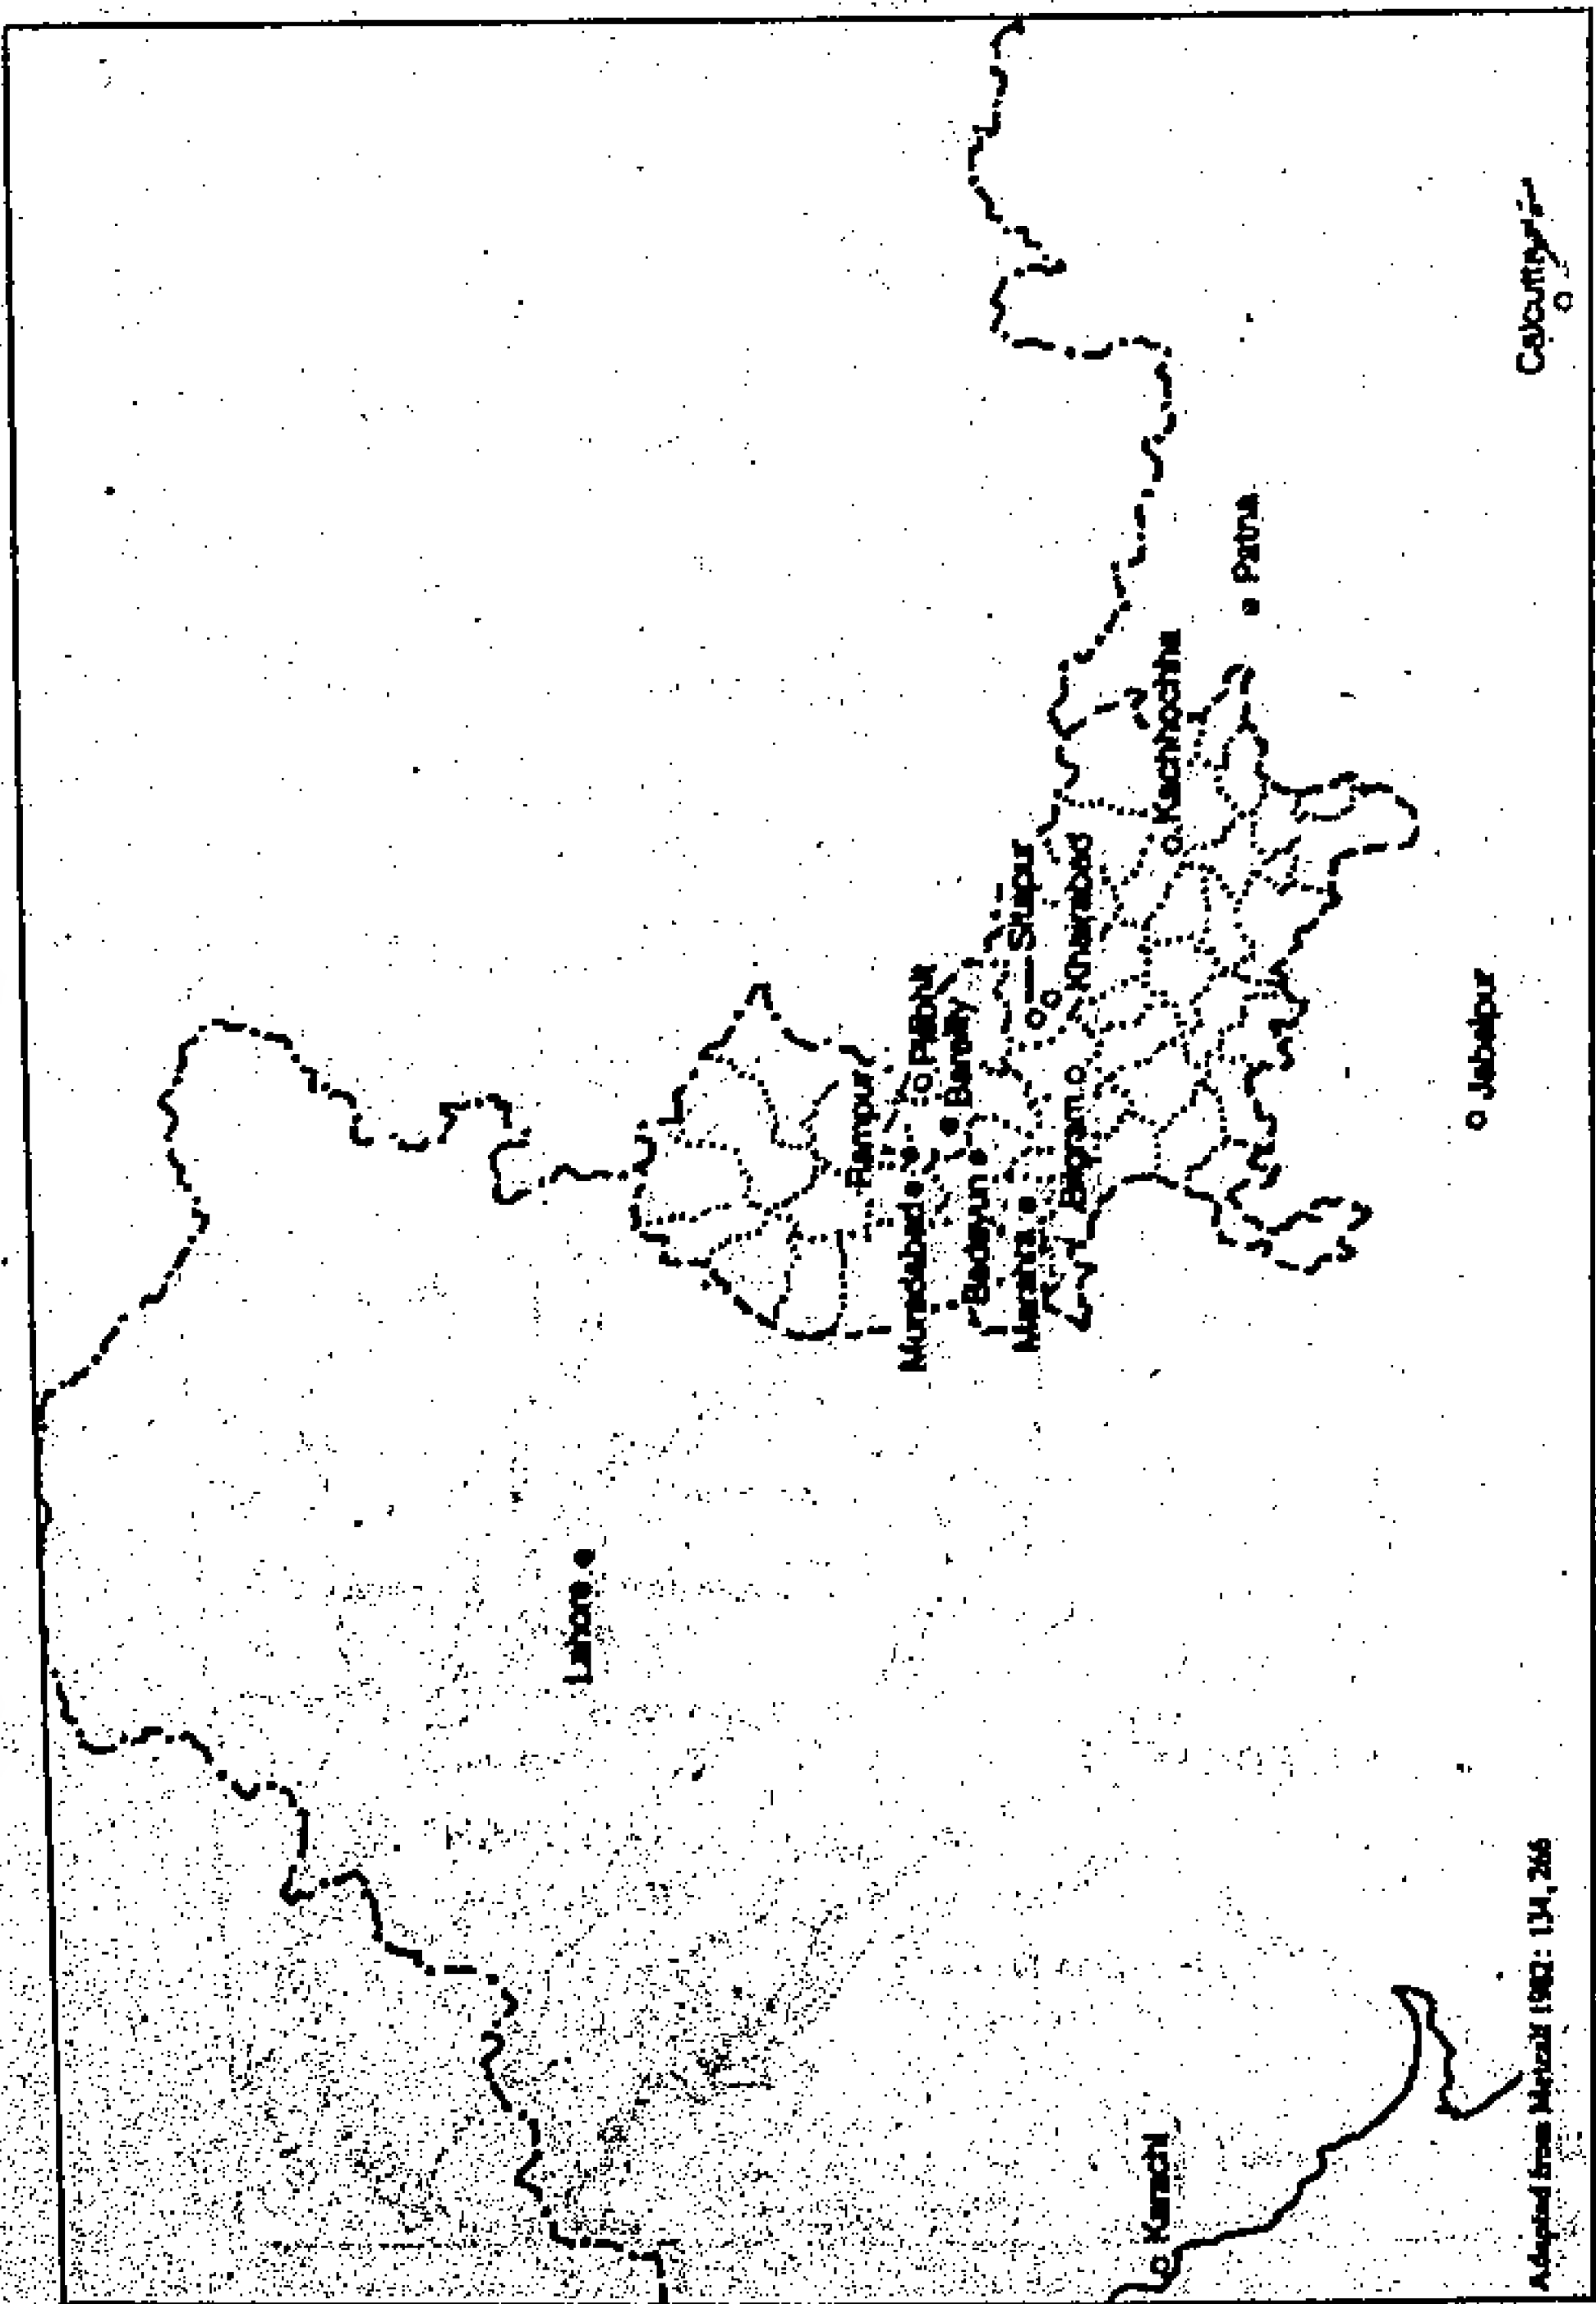 Lahore
Rampur
Muradabad
Pilibhit
Bareilly
Badayun
Marahra
Sitapur
Khairabad
Bilgram
Kachhochha
Patna
Karachi
Jabalpur
Calcutta
Adapted from Metcalf 1982: 134, 266